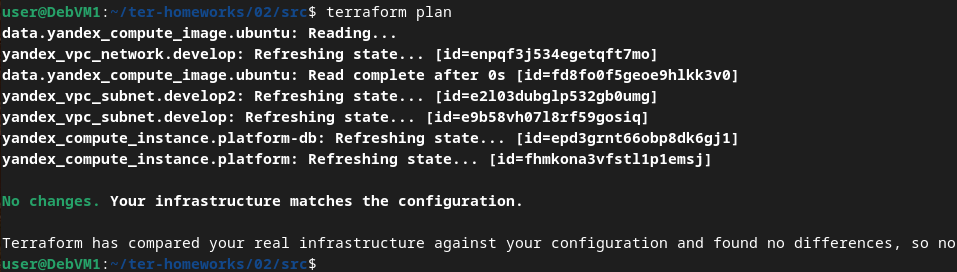 user@DebVM1:~/ter-homeworks/02/src$ terraform plan
data.yandex_compute_image.ubuntu: Reading...
yandex_vpc_network.develop: Refreshing state... [id=enpqf3j534egetqft7mo]
data.yandex_compute_image.ubuntu: Read complete after 0s [id=fd8fo0f5geoe9hlkk3v0]
yandex_vpc_subnet.develop2: Refreshing state... [id=e2l03dubglp532gb0umg]
yandex_vpc_subnet.develop: Refreshing state... [id=e9b58vh07l8rf59gosiq]
yandex_compute_instance.platform-db: Refreshing state... [id=epd3grnt66obp8dk6gj1]
yandex_compute_instance.platform: Refreshing state... [id=fhmkona3vfstl1p1emsj]
No changes. Your infrastructure matches the configuration.
Terraform has compared your real infrastructure against your configuration and found no differences, so no
user@DebVM1:~/ter-homeworks/02/src$